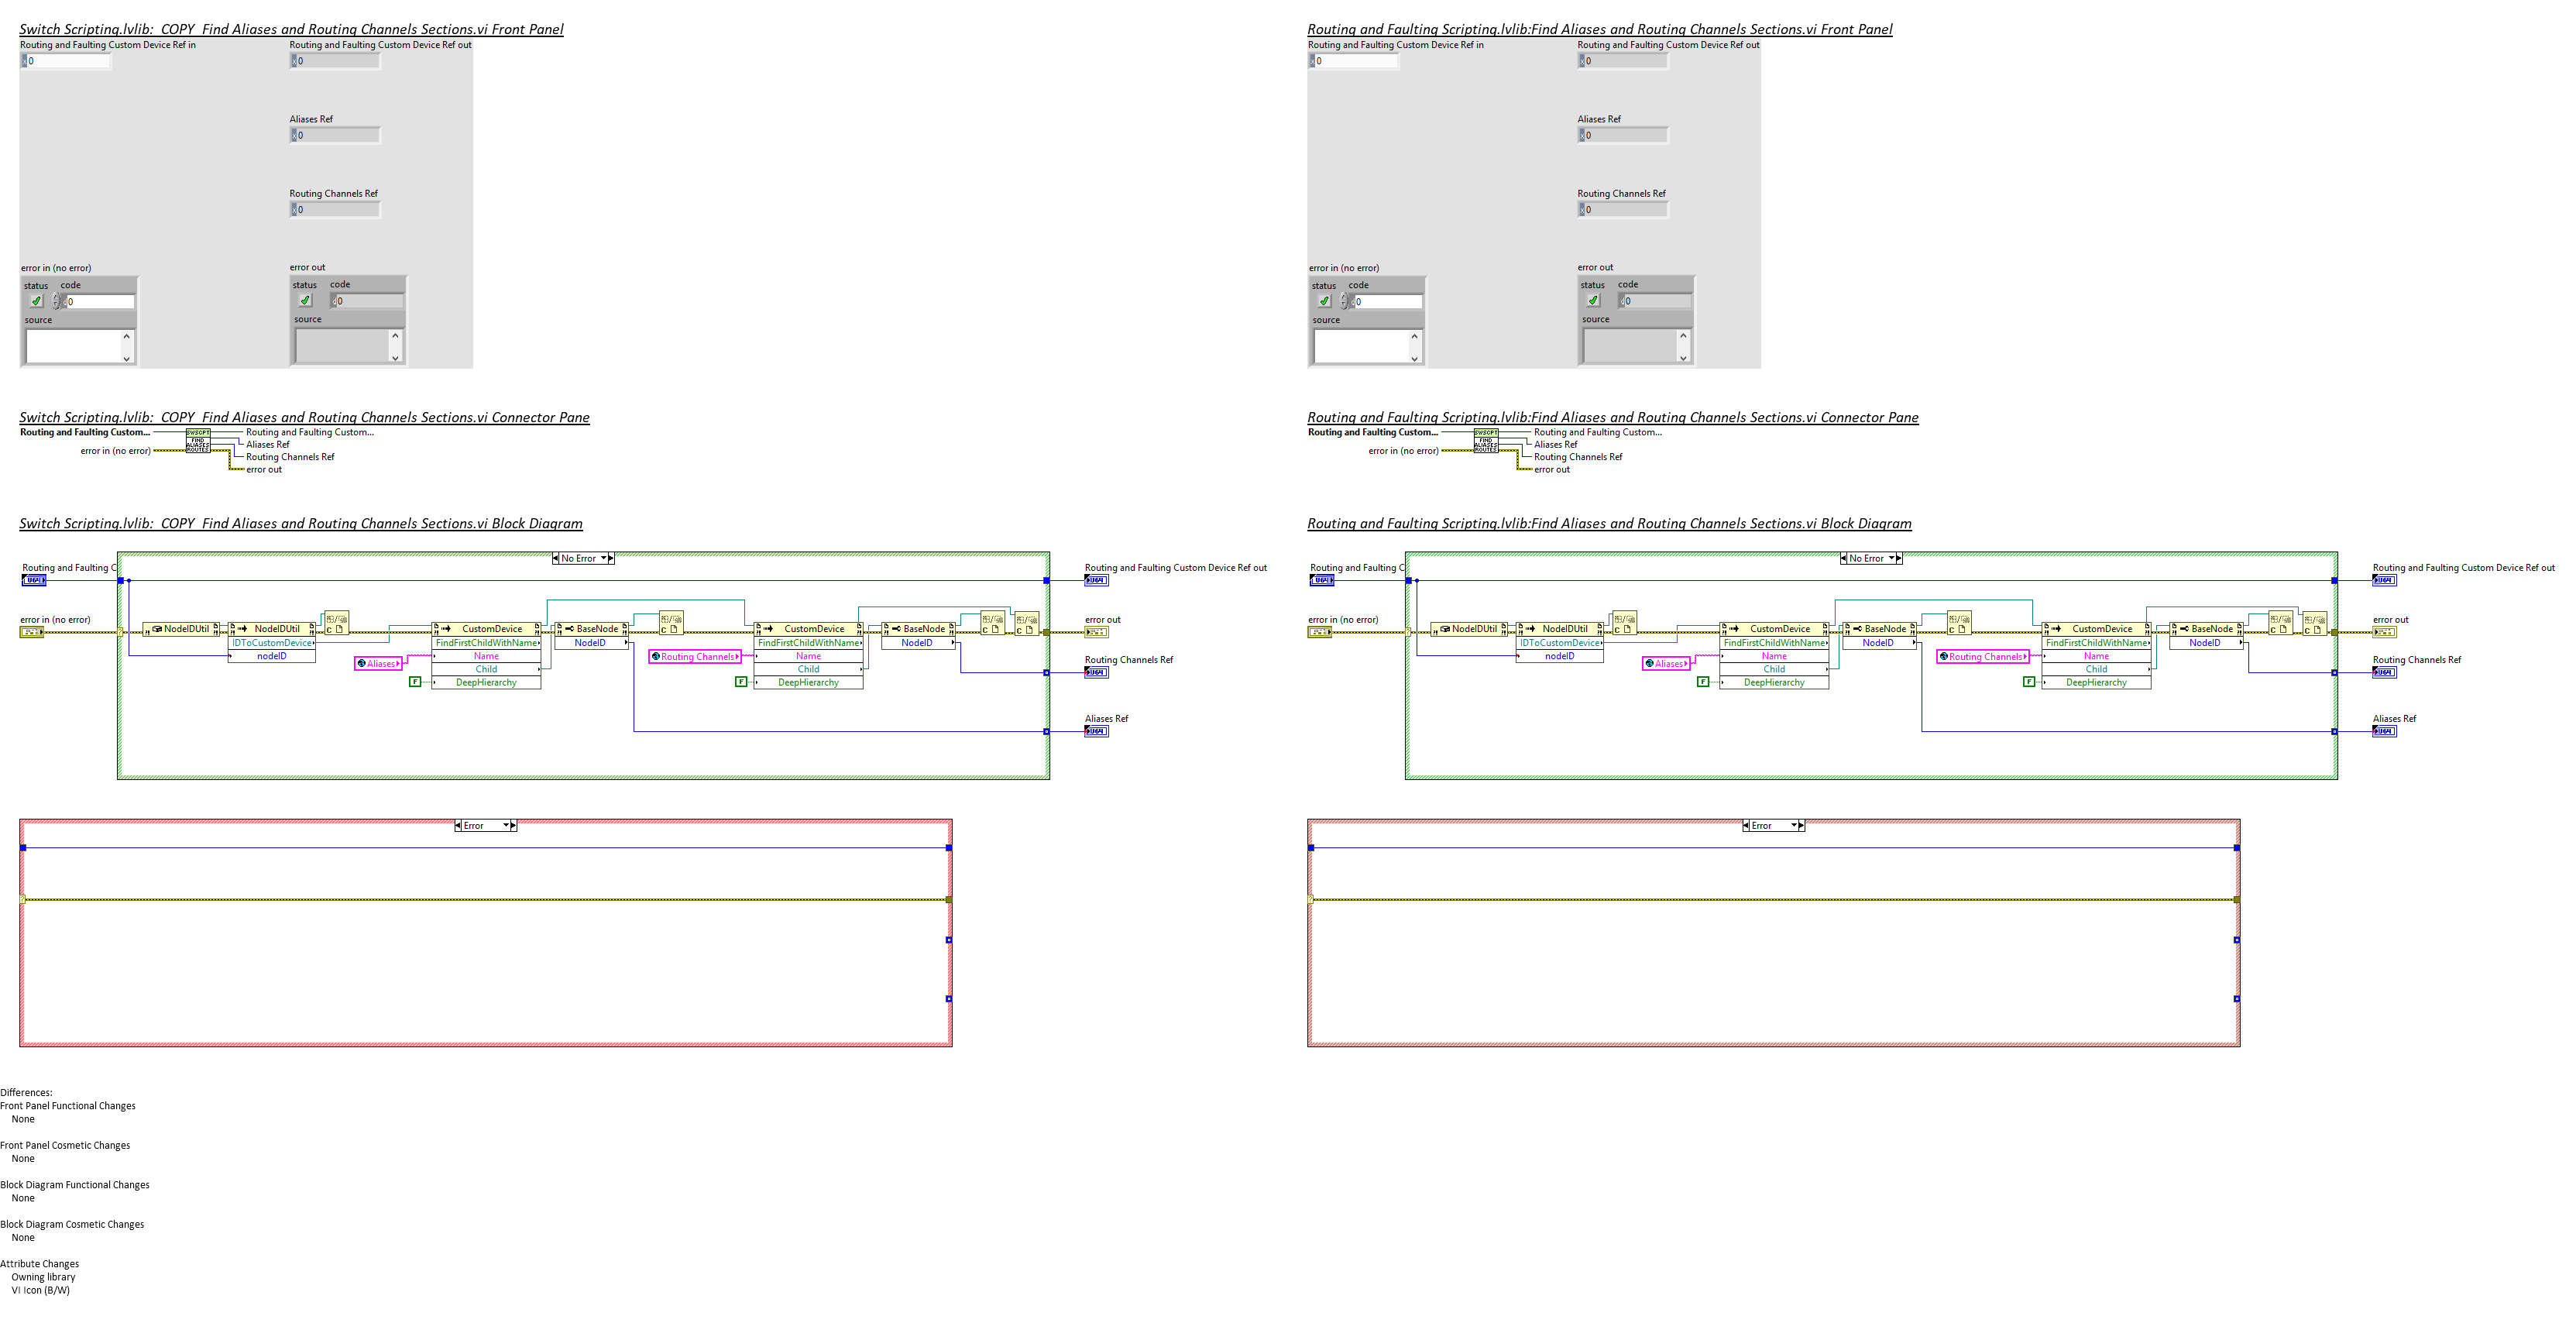 Switch Scripting.lvlib:  COPY  Find Aliases and Routing Channels Sections.vi Front Panel
Routing and Faulting Custom Device Ref in
0
Routing and Faulting Custom Device Ref out
0
Aliases Ref
0
Routing Channels Ref
0
error in (no error)
status code
0
source
error out
status code
0
source
Routing and Faulting Scripting.lvlib:Find Aliases and Routing Channels Sections.vi Front Panel
Routing and Faulting Custom Device Ref in
0
Routing and Faulting Custom Device Ref out
0
Aliases Ref
0
Routing Channels Ref
0
error in (no error)
status code
0
source
error out
status code
0
source
Switch Scripting.lvlib:  COPY  Find Aliases and Routing Channels Sections.vi Connector Pane
Routing and Faulting Custom...
error in (no error)
SWSCPT
FIND
ALIASES
ROUTES
Routing and Faulting Custom...
Aliases Ref
Routing Channels Ref
error out
Routing and Faulting Scripting.lvlib:Find Aliases and Routing Channels Sections.vi Connector Pane
Routing and Faulting Custom...
error in (no error)
SWSCPT
FIND
ALIASES
ROUTES
Routing and Faulting Custom...
Aliases Ref
Routing Channels Ref
error out
Switch Scripting.lvlib:  COPY  Find Aliases and Routing Channels Sections.vi Block Diagram
No Error
Routing and Faulting C
error in (no error)
NodeIDUtil
NodeIDUtil
IDToCustomDevice
nodeID
Aliases
F
CustomDevice
FindFirstChildWithName
Name
Child
DeepHierarchy
BaseNode
NodeID
Routing Channels
F
CustomDevice
FindFirstChildWithName
Name
Child
DeepHierarchy
BaseNode
NodeID
Routing and Faulting Custom Device Ref out
error out
Routing Channels Ref
Aliases Ref
Error
Routing and Faulting Scripting.lvlib:Find Aliases and Routing Channels Sections.vi Block Diagram
No Error
Routing and Faulting C
error in (no error)
NodeIDUtil
NodeIDUtil
IDToCustomDevice
nodeID
Aliases
F
CustomDevice
FindFirstChildWithName
Name
Child
DeepHierarchy
BaseNode
NodeID
Routing Channels
F
CustomDevice
FindFirstChildWithName
Name
Child
DeepHierarchy
BaseNode
NodeID
Routing and Faulting Custom Device Ref out
error out
Routing Channels Ref
Aliases Ref
Error
Differences:
Front Panel Functional Changes
None
Front Panel Cosmetic Changes
None
Block Diagram Functional Changes
None
Block Diagram Cosmetic Changes
None
Attribute Changes
Owning library
VI Icon (B/W)